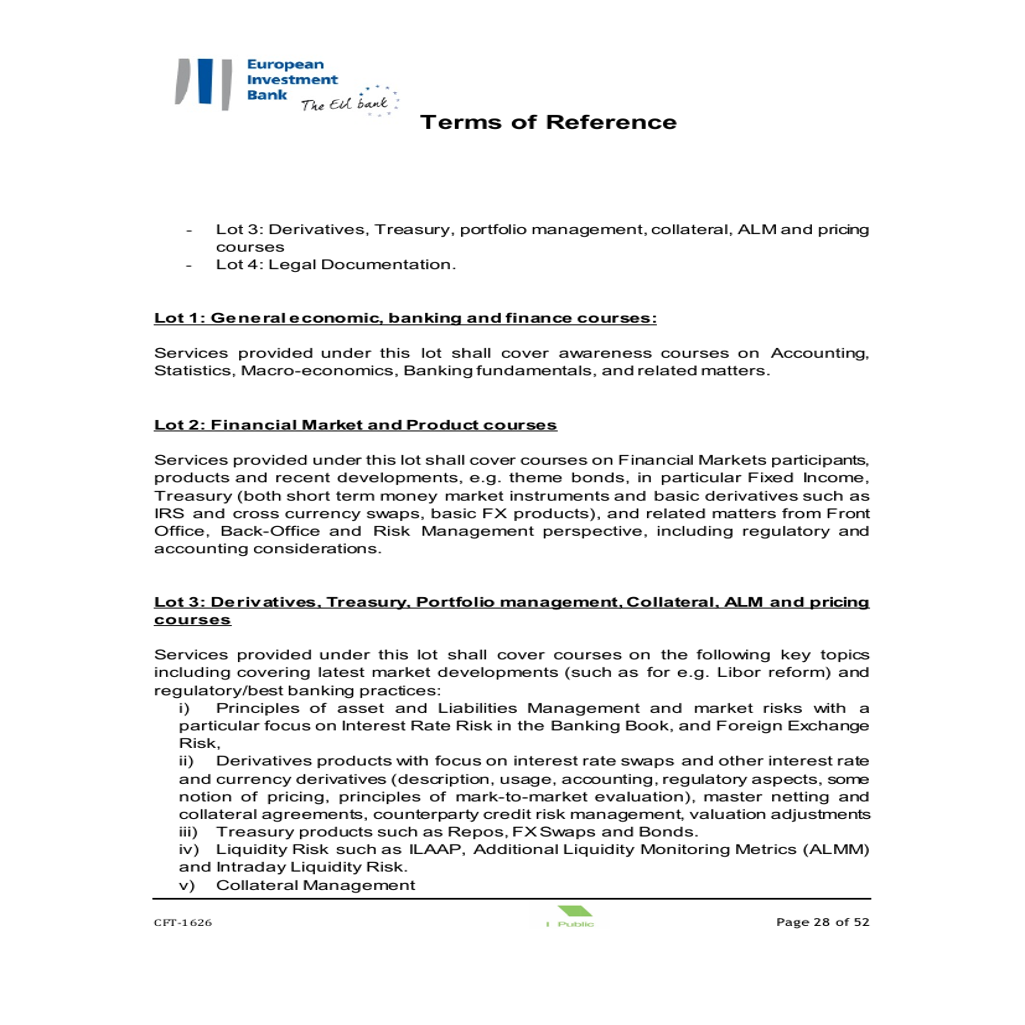 European
Investment
Bank
The EU bank
Terms of Reference
- Lot 3: Derivatives, Treasury, portfolio management, collateral, ALM and pricing
courses
- Lot 4: Legal Documentation.
Lot 1: General economic, banking and finance courses:
Services provided under this lot shall cover awareness courses on Accounting,
Statistics, Macro-economics, Banking fundamentals, and related matters.
Lot 2: Financial Market and Product courses
Services provided under this lot shall cover courses on Financial Markets participants,
products and recent developments, e.g. theme bonds, in particular Fixed Income,
Treasury (both short term money market instruments and basic derivatives such as
IRS and cross currency swaps, basic FX products), and related matters from Front
Office, Back-Office and Risk Management perspective, including regulatory and
accounting considerations.
Lot 3: Derivatives, Treasury, Portfolio management, Collateral, ALM and pricing
courses
Services provided under this lot shall cover courses on the following key topics
including covering latest market developments (such as for e.g. Libor reform) and
regulatory/best banking practices:
i) Principles of asset and Liabilities Management and market risks with a
particular focus on Interest Rate Risk in the Banking Book, and Foreign Exchange
Risk,
ii) Derivatives products with focus on interest rate swaps and other interest rate
and currency derivatives (description, usage, accounting, regulatory aspects, some
notion of pricing, principles of mark-to-market evaluation), master netting and
collateral agreements, counterparty credit risk management, valuation adjustments
iii) Treasury products such as Repos, FX Swaps and Bonds.
iv) Liquidity Risk such as ILAAP, Additional Liquidity Monitoring Metrics (ALMM)
and Intraday Liquidity Risk.
v) Collateral Management
CFT-1626
I Public
Page 28 of 52